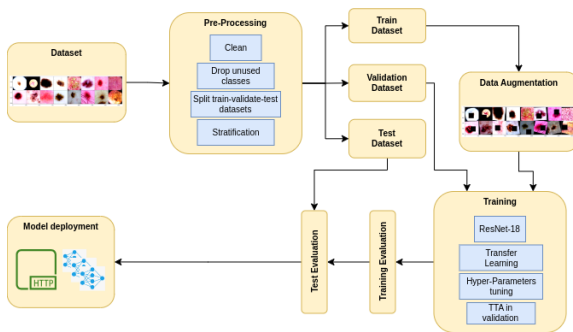 Dataset
Pre-Processing
Clean
Drop unused
classes
Split train-validate-test
datasets
Stratification
Train
Dataset
Validation
Dataset
Test
Dataset
Data Augmentation
Training
ResNet-18
Transfer
Learning
Hyper-Parameters
tuning
TTA in
validation
Training Evaluation
Test Evaluation
Model deployment
HTTP